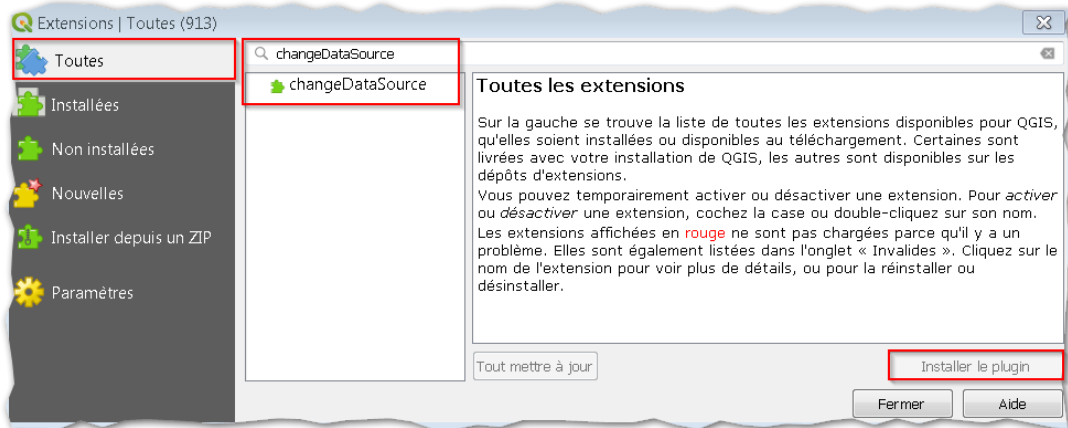 Extensions | Toutes (913)
Toutes
Installées
Non installées
Nouvelles
Installer depuis un ZIP
Paramètres
changeDataSource
changeDataSource
Toutes les extensions
Sur la gauche se trouve la liste de toutes les extensions disponibles pour QGIS,
qu'elles soient installées ou disponibles au téléchargement. Certaines sont
livrées avec votre installation de QGIS, les autres sont disponibles sur les
dépôts d'extensions.
Vous pouvez temporairement activer ou désactiver une extension. Pour activer
ou désactiver une extension, cochez la case ou double-cliquez sur son nom.
Les extensions affichées en rouge ne sont pas chargées parce qu'il y a un
problème. Elles sont également listées dans l'onglet « Invalides ». Cliquez sur le
nom de l'extension pour voir plus de détails, ou pour la réinstaller ou
désinstaller.
Tout mettre à jour
Installer le plugin
Fermer
Aide